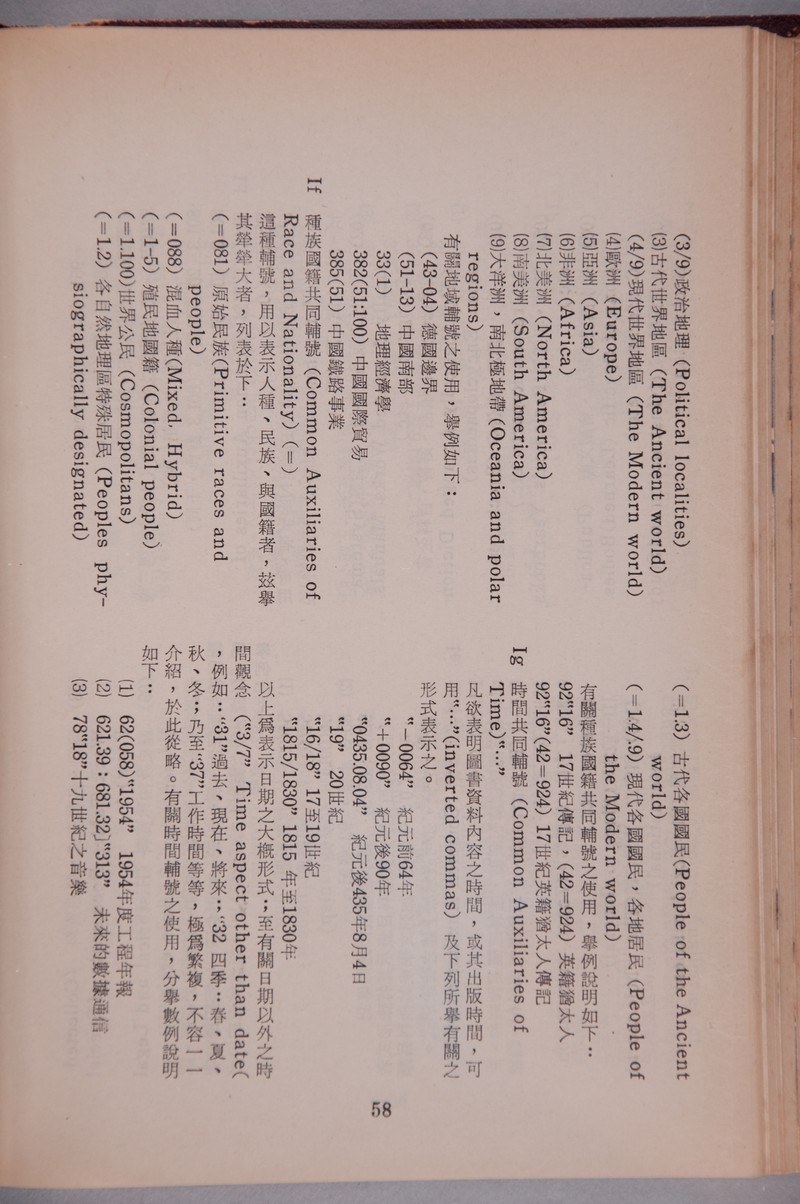 (3/9)政治地理 (Political localities)
(3)古代世界地區 (The Ancient world)
(4/9)現代世界地區 (The Modern world)
(4)歐洲 (Europe)
(5)亞洲 (Asia)
(6)非洲 (Africa)
(7)北美洲 (North America)
(8)南美洲 (South America)
(9)大洋洲，南北極地帶 (Oceania and polar
regions)
有關地域輔號之使用，舉例如下：
(43-04) 德國邊界
(51-13) 中國南部
33(1) 地理經濟學
382(51:100) 中國國際貿易
385(51) 中國鐵路事業
If 種族國籍共同輔號 (Common Auxiliaries of
Race and Nationality) (=)
這種輔號，用以表示人種、民族、與國籍者，玆舉
其犖犖大者，列表於下：
(=081) 原始民族(Primitive races and
people)
(=088) 混血人種(Mixed, Hybrid)
(=1-5) 殖民地國籍 (Colonial people)
(=1.100)世界公民 (Cosmopolitans)
(=1.2) 各自然地理區特殊居民 (Peoples phy-
siographically designated)
(=1.3) 古代各國國民(People of the Ancient
world)
(=1.4/.9) 現代各國國民，各地居民 (People of
the Modern world)
有關種族國籍共同輔號之使用，舉例說明如下：
92“16” 17世紀傳記，(42=924) 英籍猶太人
92“16”(42=924) 17世紀英籍猶太人傳記
Ig 時間共同輔號 (Common Auxiliaries of
Time)“…”
凡欲表明圖書資料內容之時間，或其出版時間，可
用“…”(inverted commas) 及下列所舉有關之
形式表示之。
“－0064” 紀元前64年
“＋0090” 紀元後90年
“0435.08.04” 紀元後435年8月4日
“19” 20世紀
“16/18” 17至19世紀
“1815/1830” 1815 年至1830年
以上爲表示日期之大槪形式；至有關日期以外之時
間觀念 (“3/7” Time aspect other than date(
，例如：“31”過去、現在、將來；“32 四季：春、夏、
秋、冬；乃至“37”工作時間等等，極爲繁複，不容一一
介紹，於此從略。有關時間輔號之使用，分舉數例說明
如下：
(1) 62(058)“1954” 1954年度工程年報
(2) 621.39：681.32〕“313” 未來的數據通信
(3) 78“18”十九世紀之音樂
58